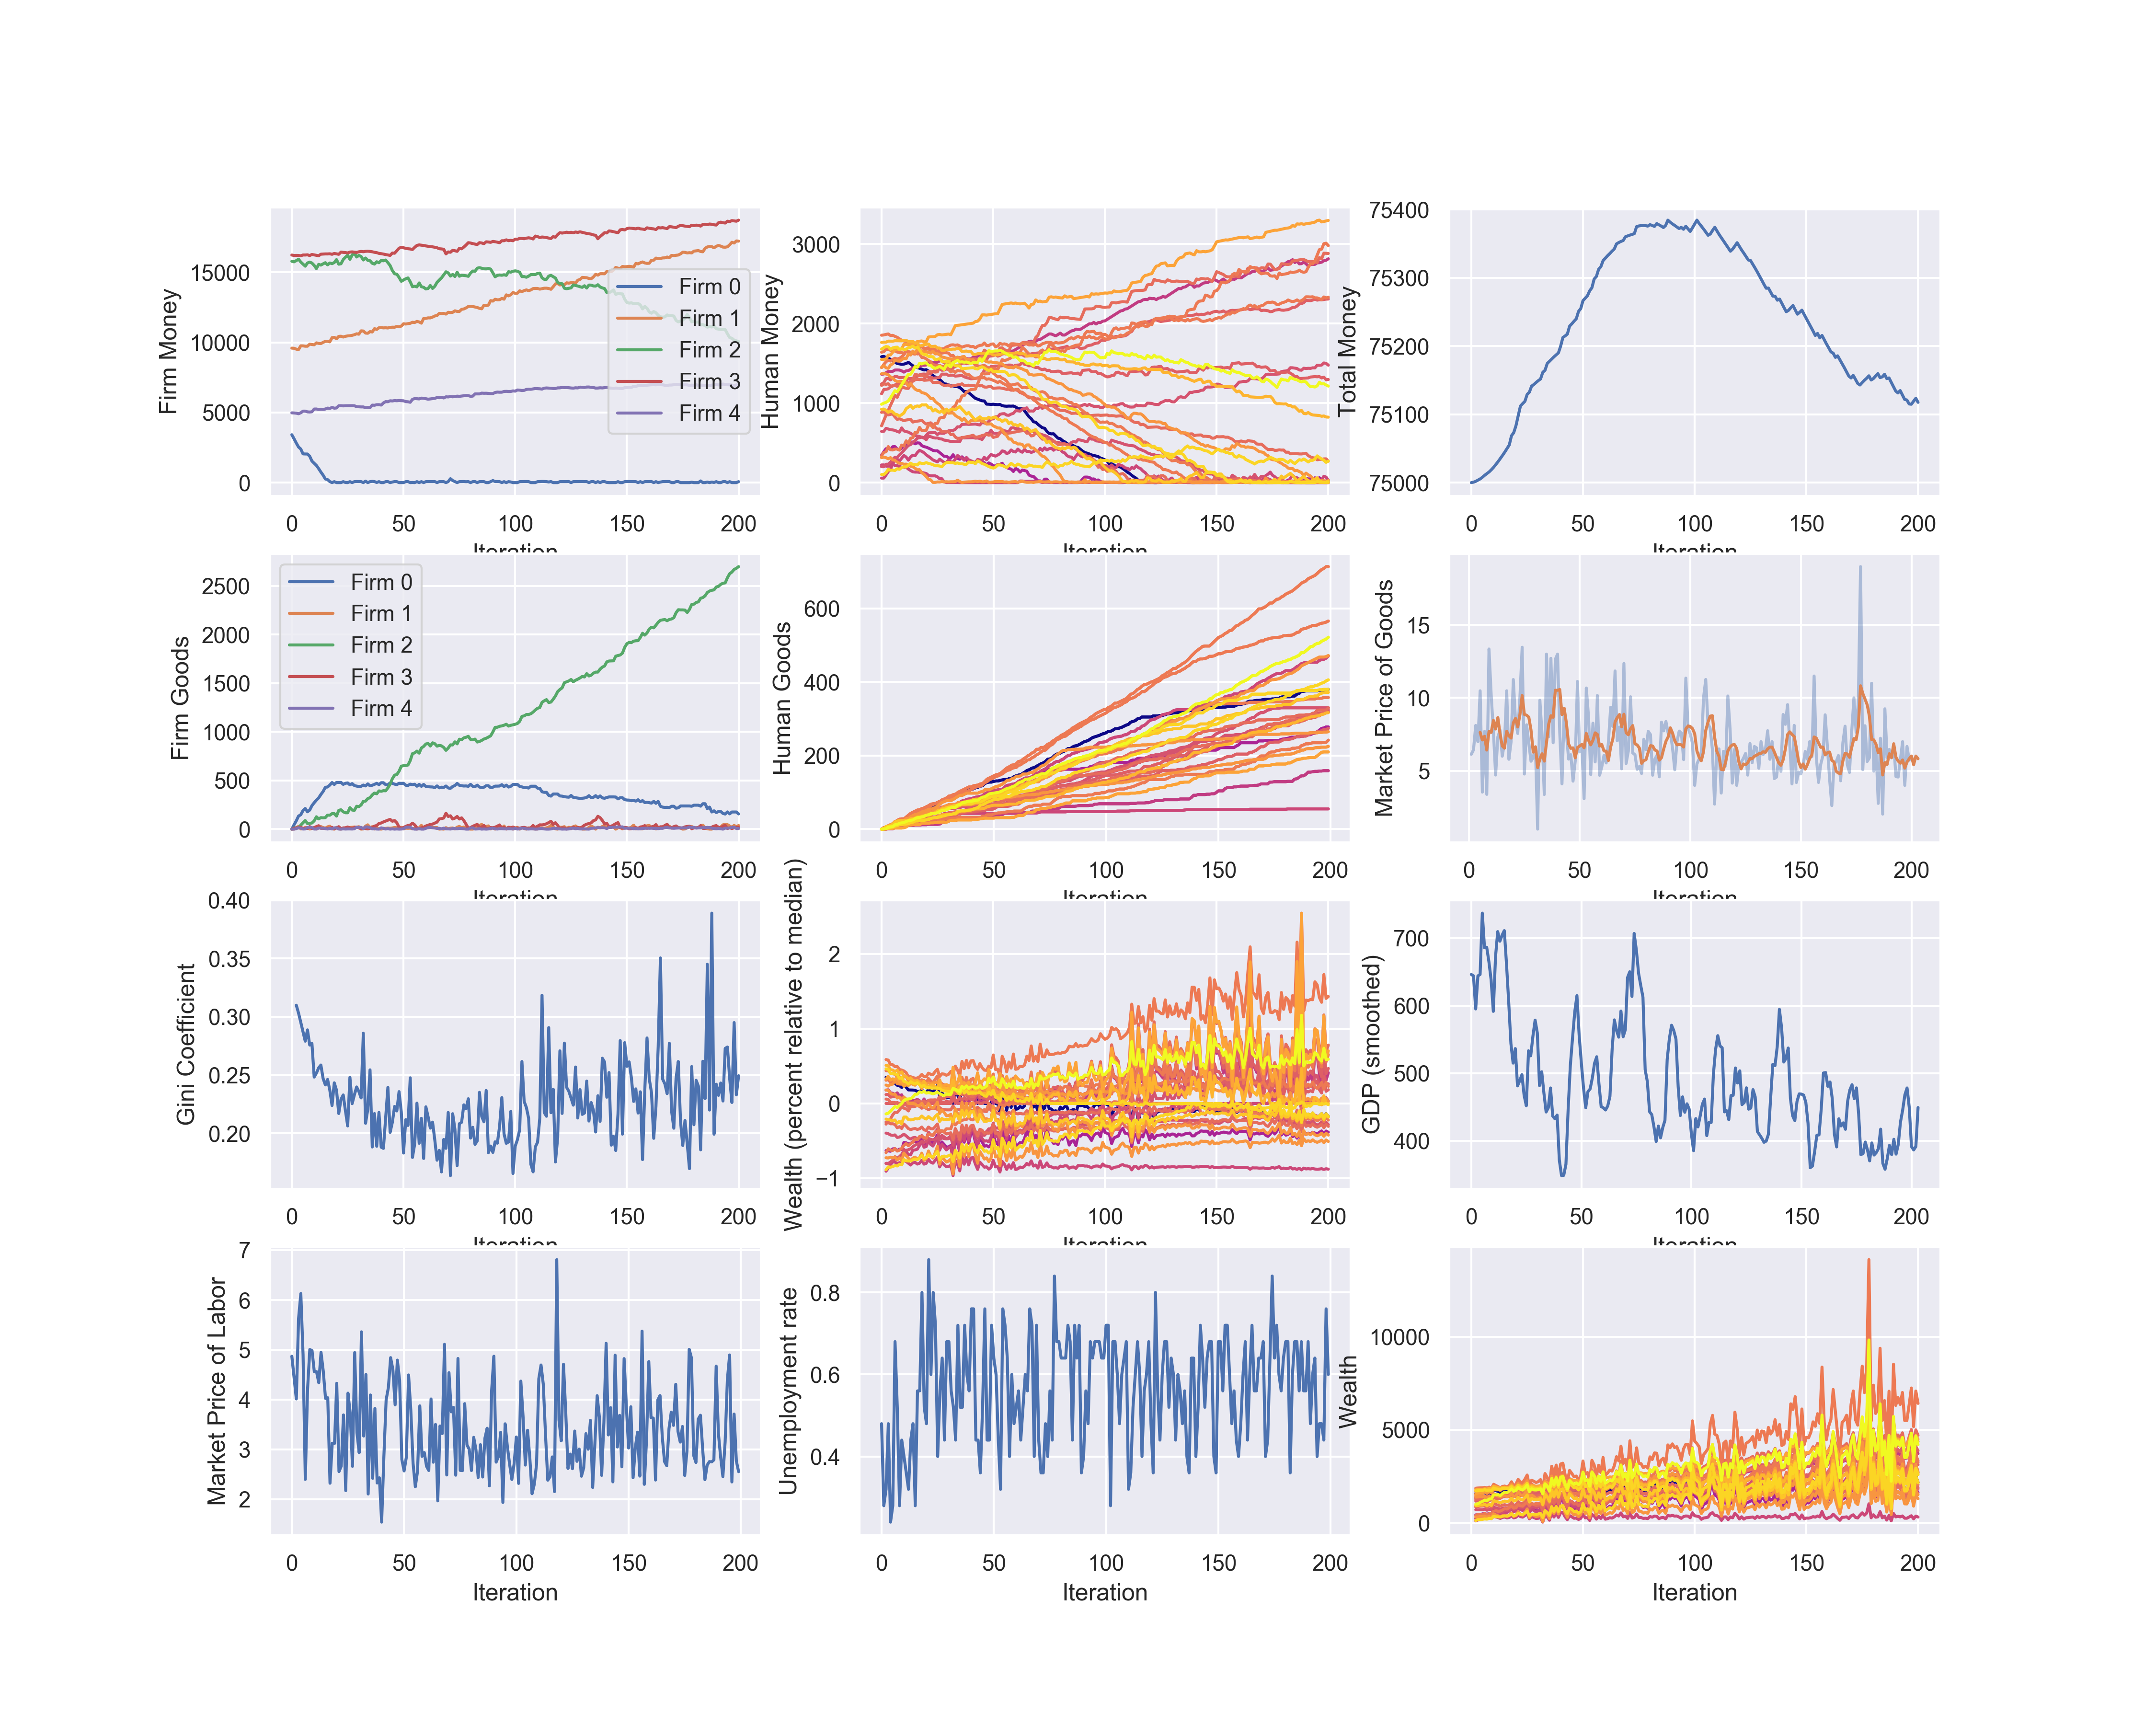 Firm Money
15000
10000
5000
0
0 50 100 150 200
Iteration
Firm 0
Firm 1
Firm 2
Firm 3
Firm 4
Human Money
3000
2000
1000
0
0 50 100 150 200
Iteration
Total Money
75400
75300
75200
75100
75000
0 50 100 150 200
Iteration
Firm Goods
2500
2000
1500
1000
500
0
0 50 100 150 200
Iteration
Firm 0
Firm 1
Firm 2
Firm 3
Firm 4
Human Goods
600
400
200
0
0 50 100 150 200
Iteration
Market Price of Goods
15
10
5
0 50 100 150 200
Iteration
Gini Coefficient
0.40
0.35
0.30
0.25
0.20
0 50 100 150 200
Iteration
Wealth (percent relative to median)
2
1
0
−1
0 50 100 150 200
Iteration
GDP (smoothed)
700
600
500
400
0 50 100 150 200
Iteration
Market Price of Labor
7
6
5
4
3
2
0 50 100 150 200
Iteration
Unemployment rate
0.8
0.6
0.4
0 50 100 150 200
Iteration
Wealth
10000
5000
0
0 50 100 150 200
Iteration